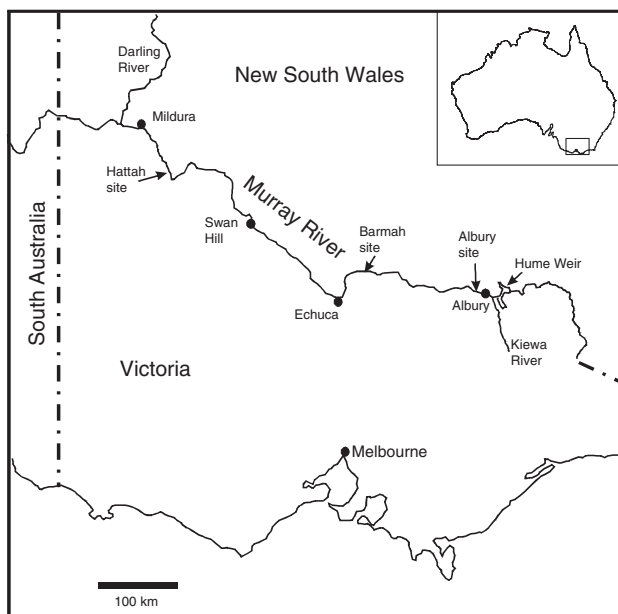 Darling
River
New South Wales
Mildura
Hattah
site
Murray River
Swan
Hill
Barmah
site
Albury
site
Hume Weir
Echuca
Albury
Kiewa
River
South Australia
Victoria
Melbourne
100 km